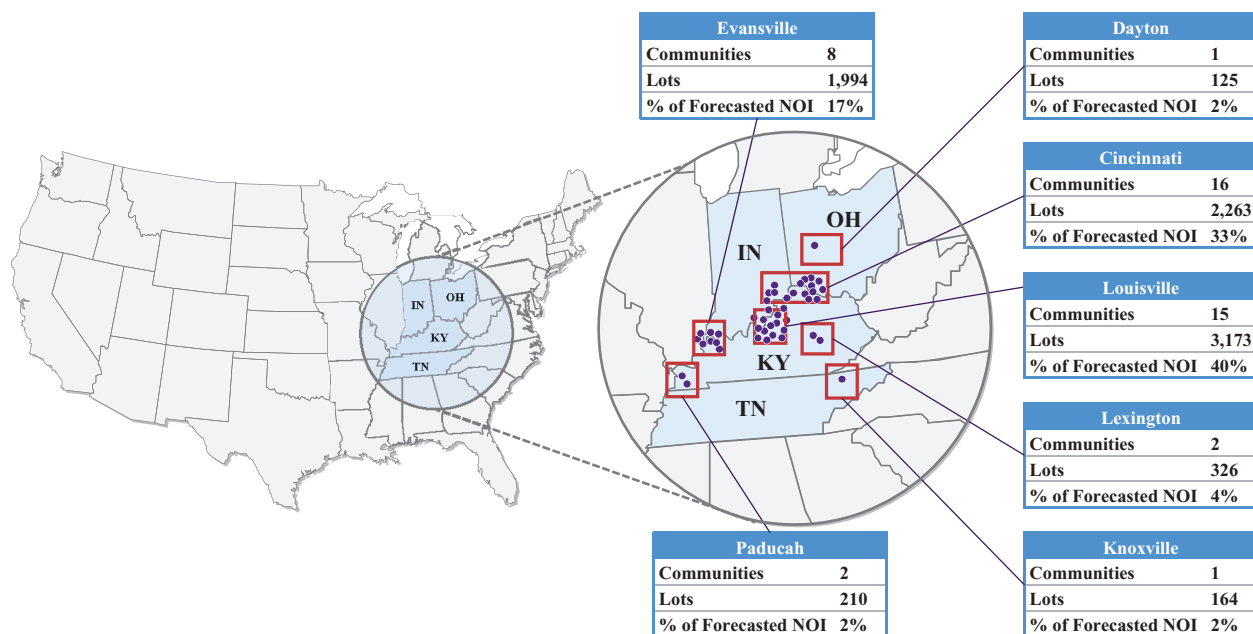 Evansville
Communities 8
Lots 1,994
% of Forecasted NOI 17%
Dayton
Communities 1
Lots 125
% of Forecasted NOI 2%
Cincinnati
Communities 16
Lots 2,263
% of Forecasted NOI 33%
Louisville
Communities 15
Lots 3,173
% of Forecasted NOI 40%
Lexington
Communities 2
Lots 326
% of Forecasted NOI 4%
Knoxville
Communities 1
Lots 164
% of Forecasted NOI 2%
Paducah
Communities 2
Lots 210
% of Forecasted NOI 2%
IN
OH
KY
TN
OH
IN
KY
TN